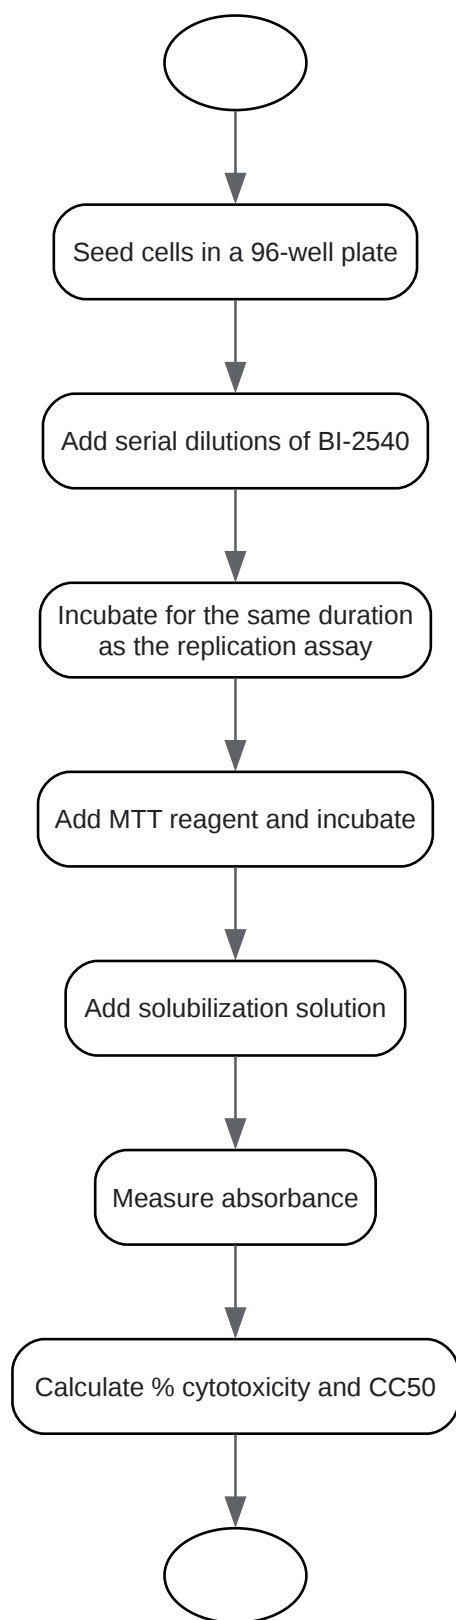 Seed cells in a 96-well plate
Add serial dilutions of BI-2540
Incubate for the same duration
as the replication assay
Add MTT reagent and incubate
Add solubilization solution
Measure absorbance
Calculate % cytotoxicity and CC50